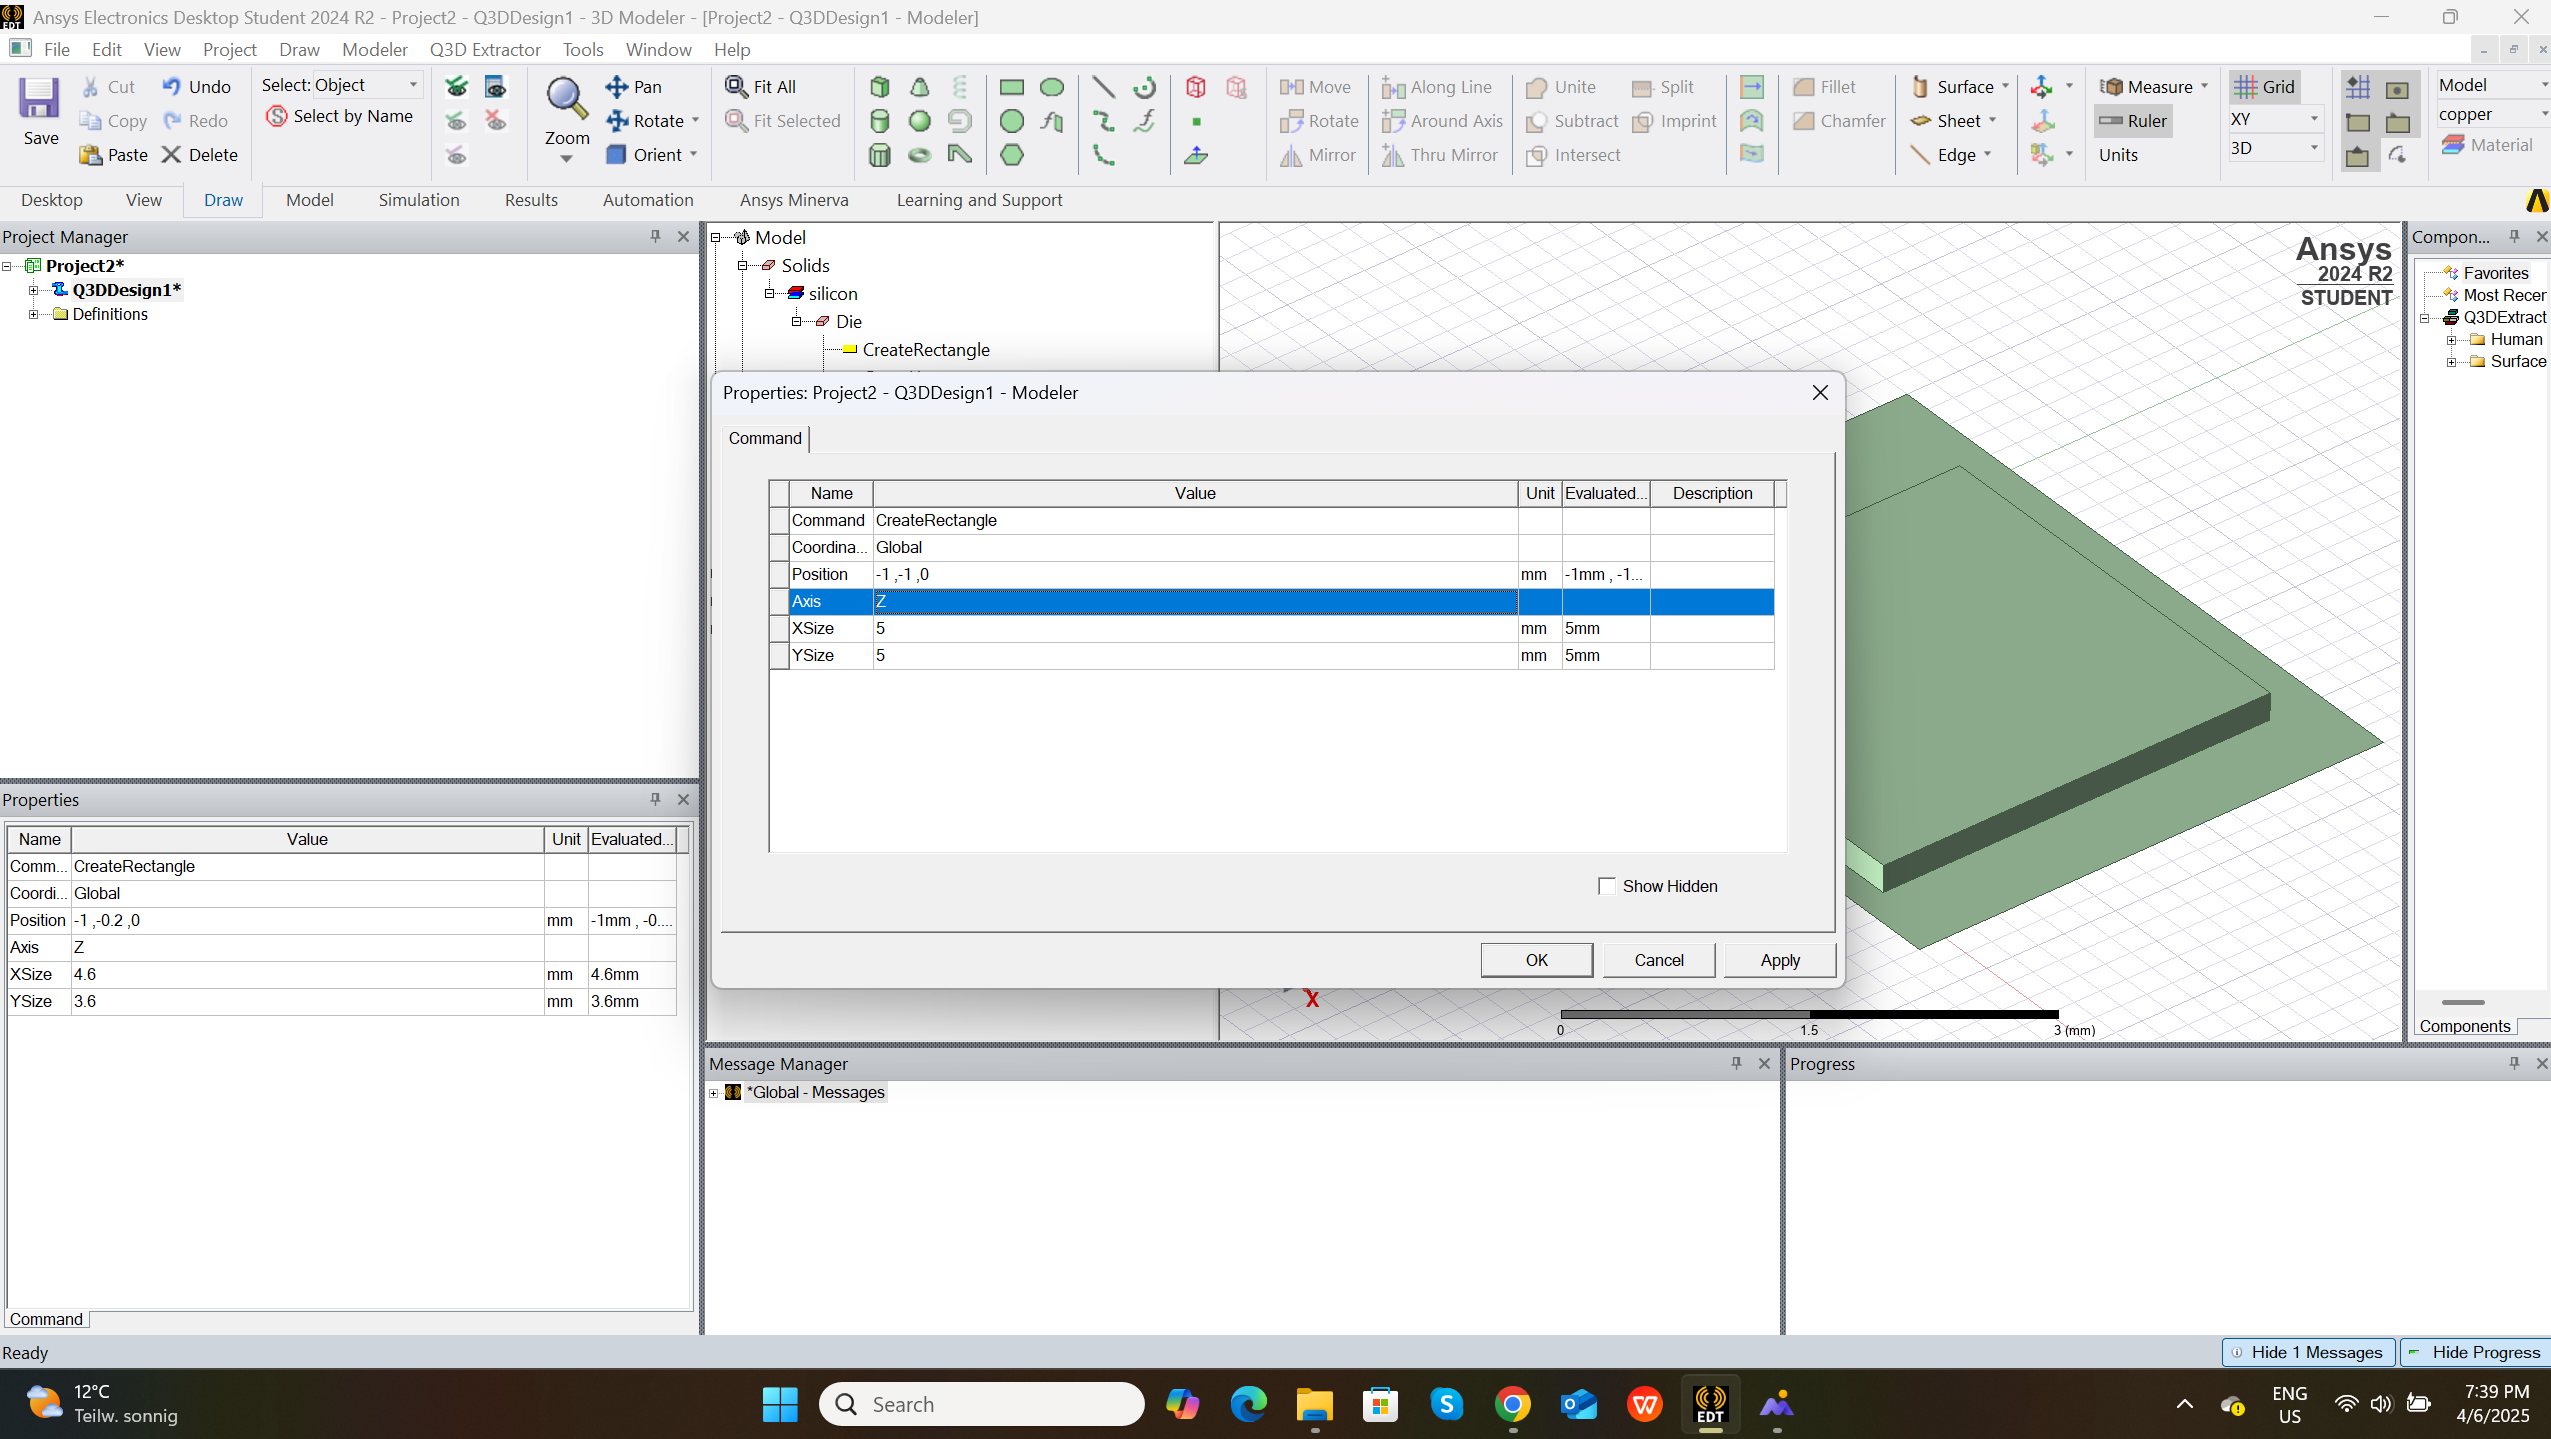 Ansys Electronics Desktop Student 2024 R2 - Project2 - Q3DDesign1 - 3D Modeler - [Project2 - Q3DDesign1 - Modeler]
File Edit View Project Draw Modeler Q3D Extractor Tools Window Help
Save
Cut Undo
Copy Redo
Paste Delete
Select: Object
Select by Name
Zoom
Pan
Rotate
Orient
Fit All
Fit Selected
Move Along Line
Rotate Around Axis
Mirror Thru Mirror
Unite Split
Subtract Imprint
Intersect
Fillet
Chamfer
Surface
Sheet
Edge
Measure
Ruler
Units
Grid
XY
3D
Model
copper
Material
Desktop View Draw Model Simulation Results Automation Ansys Minerva Learning and Support
Project Manager
Project2*
Q3DDesign1*
Definitions
Model
Solids
silicon
Die
CreateRectangle
Ansys
2024 R2
STUDENT
Compon...
Favorites
Most Recer
Q3DExtract
Human
Surface
Components
Properties: Project2 - Q3DDesign1 - Modeler
Command
Name Value Unit Evaluated... Description
Command CreateRectangle
Coordina... Global
Position -1 ,-1 ,0 mm -1mm , -1...
Axis Z
XSize 5 mm 5mm
YSize 5 mm 5mm
Show Hidden
OK Cancel Apply
X
0 1.5 3 (mm)
Properties
Name Value Unit Evaluated...
Comm... CreateRectangle
Coordi... Global
Position -1 ,-0.2 ,0 mm -1mm , -0....
Axis Z
XSize 4.6 mm 4.6mm
YSize 3.6 mm 3.6mm
Command
Message Manager
*Global - Messages
Progress
Ready
Hide 1 Messages Hide Progress
12°C
Teilw. sonnig
Search
EDT
ENG
US
7:39 PM
4/6/2025